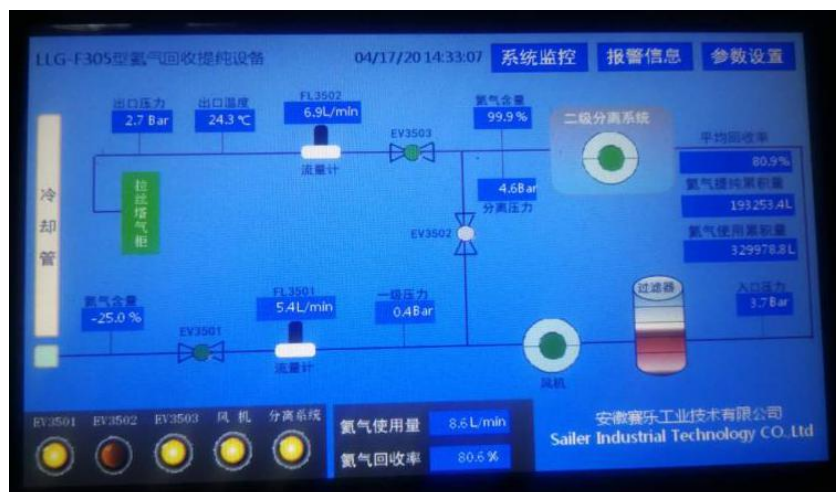 LLG-F305型氦气回收提纯设备
04/17/20 14:33:07
系统监控
报警信息
参数设置
出口压力
2.7 Bar
出口温度
24.3 ℃
FL3502
6.9L/min
流量计
EV3503
氦气含量
99.9 %
二级分离系统
平均回收率
80.9%
氦气提纯累积量
193253.4L
氦气使用累积量
329978.8L
4.6Bar
分离压力
EV3502
冷却管
拉丝塔气柜
氦气含量
-25.0 %
EV3501
FL3501
5.4L/min
流量计
一级压力
0.4Bar
风机
过滤器
入口压力
3.7Bar
EV3501
EV3502
EV3503
风 机
分离系统
氦气使用量
8.6L/min
氦气回收率
80.6%
安徽赛乐工业技术有限公司
Sailer Industrial Technology CO.,Ltd